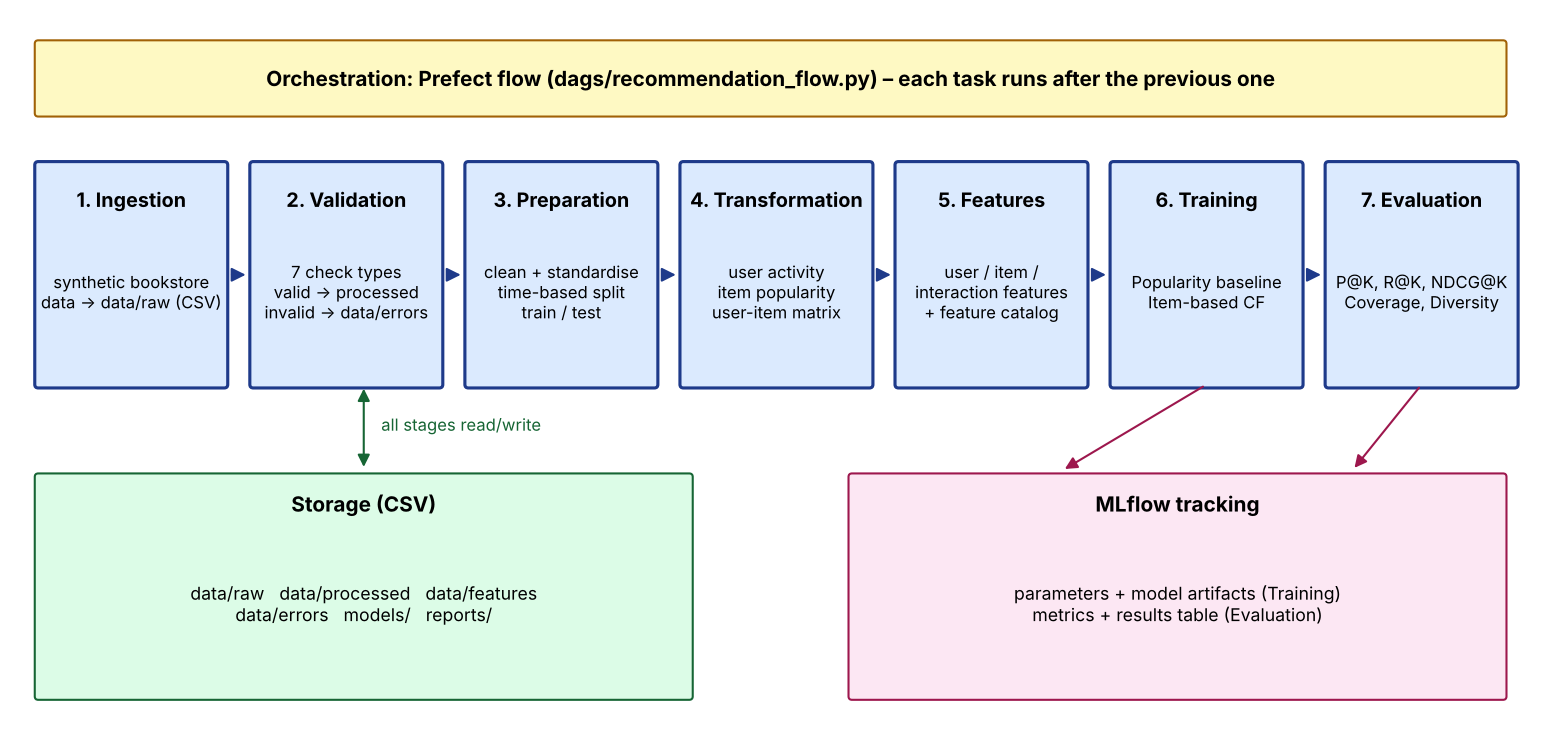 Orchestration: Prefect flow (dags/recommendation_flow.py) – each task runs after the previous one
1. Ingestion
synthetic bookstore
data → data/raw (CSV)
2. Validation
7 check types
valid → processed
invalid → data/errors
3. Preparation
clean + standardise
time-based split
train / test
4. Transformation
user activity
item popularity
user-item matrix
5. Features
user / item /
interaction features
+ feature catalog
6. Training
Popularity baseline
Item-based CF
7. Evaluation
P@K, R@K, NDCG@K
Coverage, Diversity
all stages read/write
Storage (CSV)
data/raw   data/processed   data/features
data/errors   models/   reports/
MLflow tracking
parameters + model artifacts (Training)
metrics + results table (Evaluation)